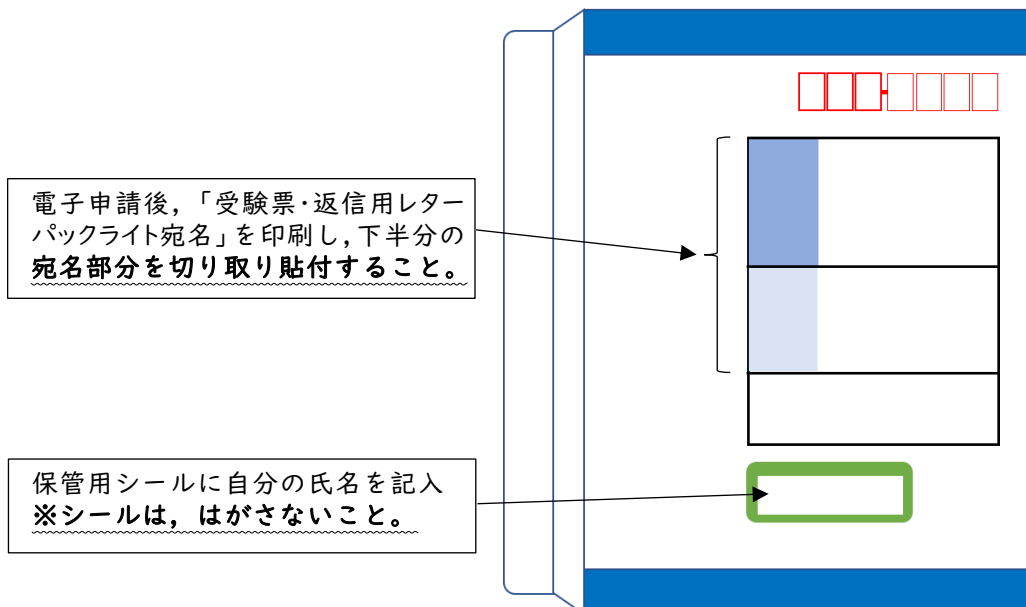 電子申請後，「受験票・返信用レター
パックライト宛名」を印刷し，下半分の
宛名部分を切り取り貼付すること。
保管用シールに自分の氏名を記入
※シールは，はがさないこと。